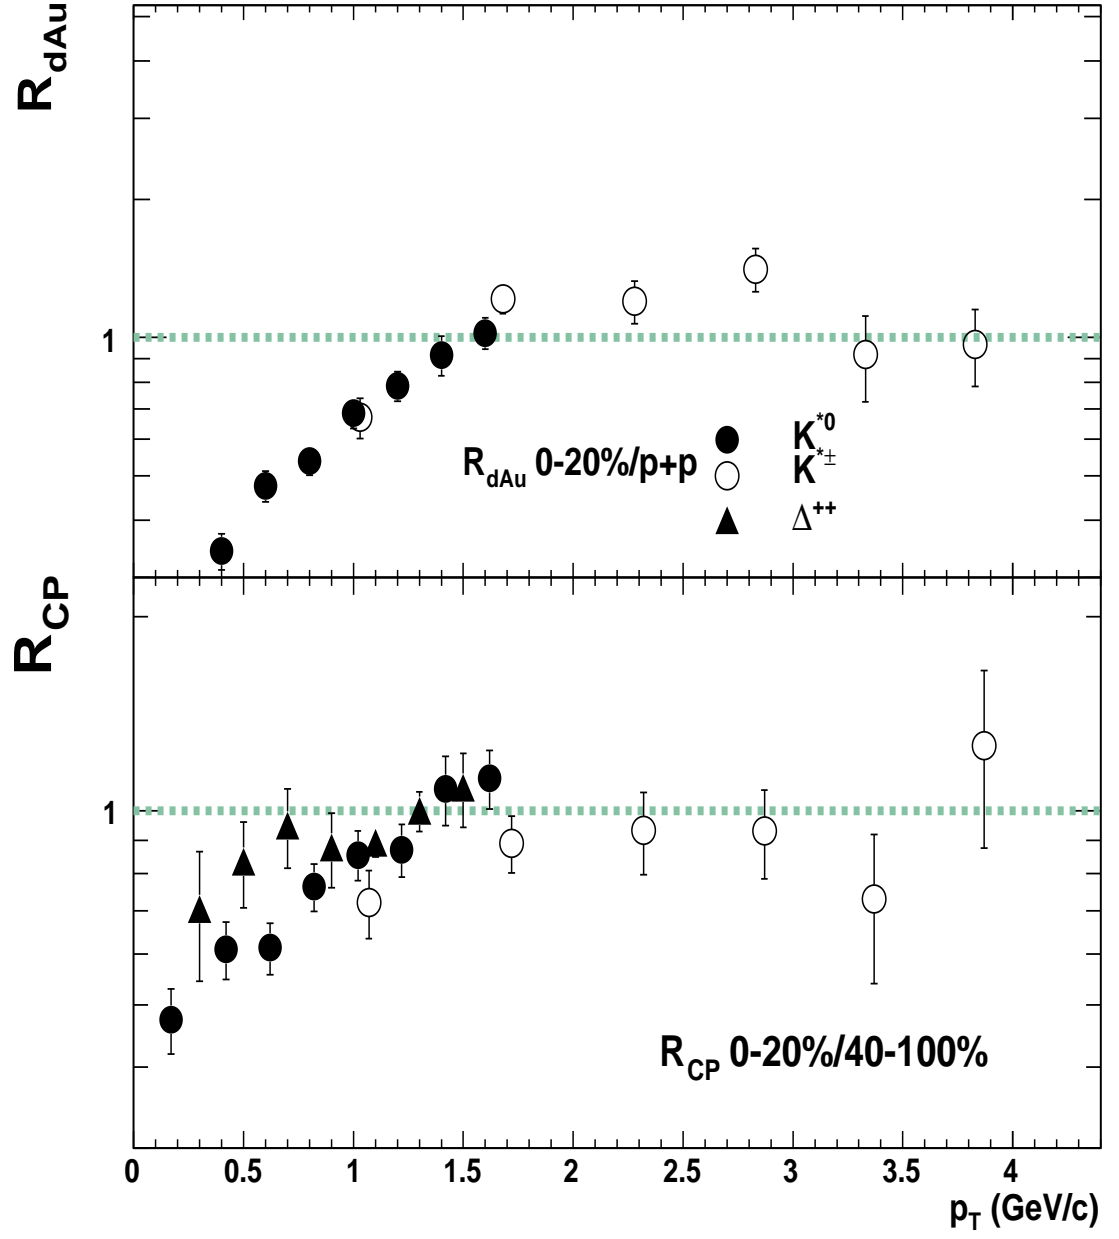 R_dAu
1
K*0
R_dAu 0-20%/p+p
K*±
Δ++
R_CP
1
R_CP 0-20%/40-100%
0 0.5 1 1.5 2 2.5 3 3.5 4
p_T (GeV/c)